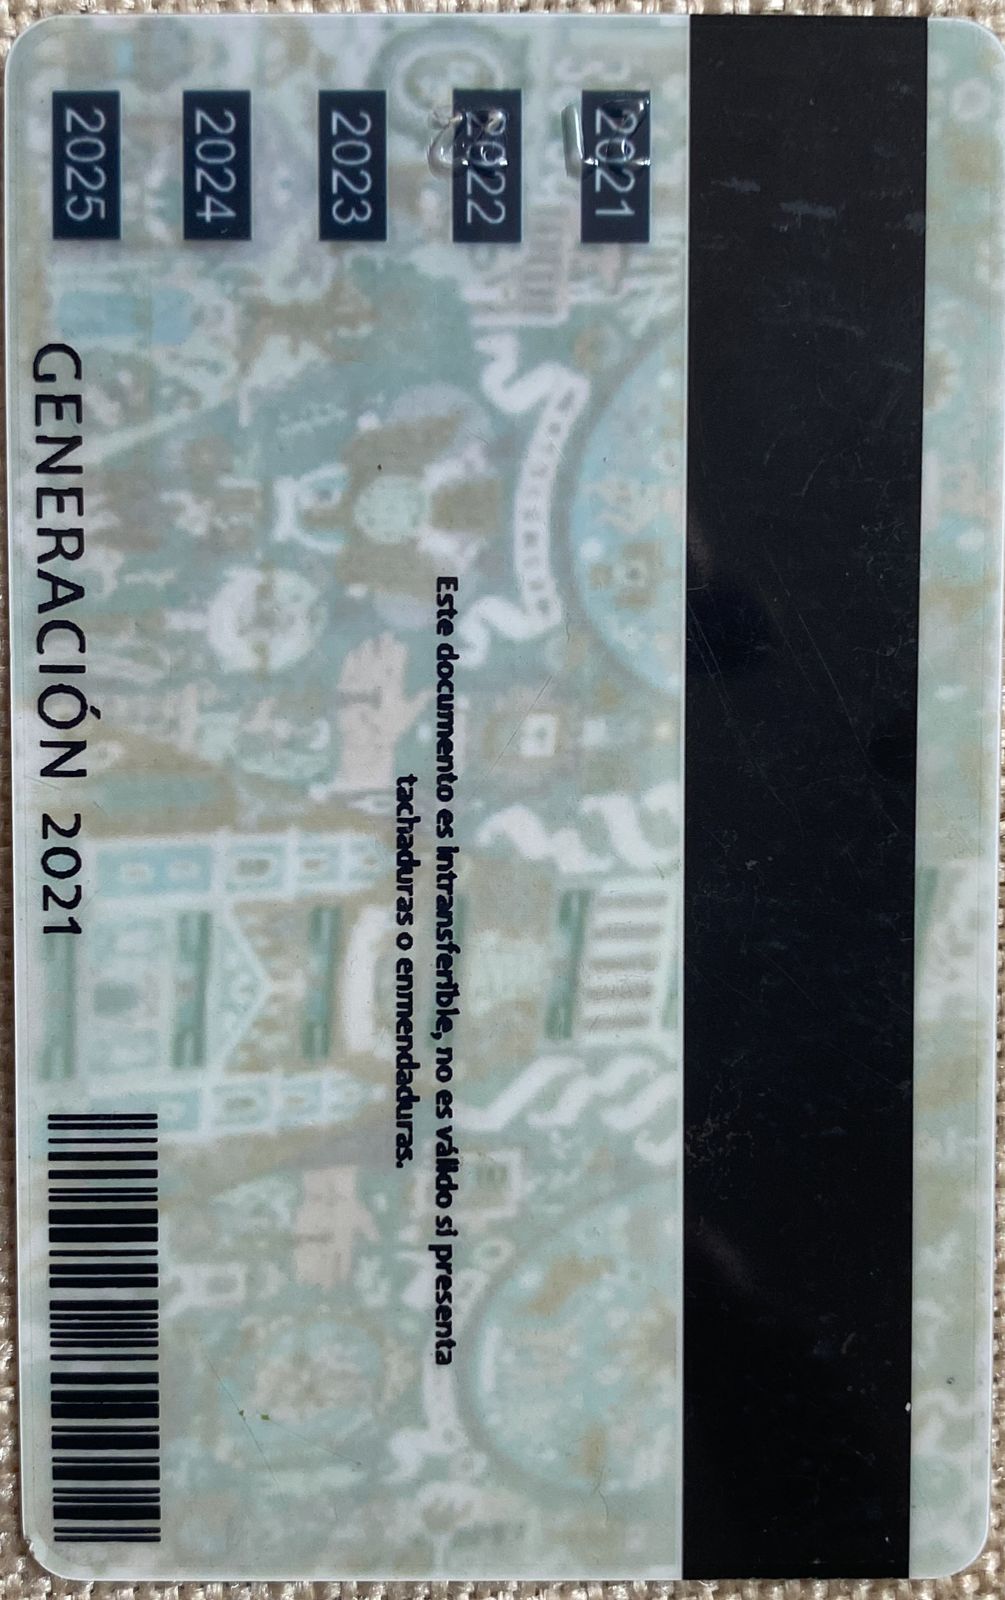 2021
2022
2023
2024
2025
Este documento es intransferible, no es válido si presenta
tachaduras o enmendaduras.
GENERACIÓN 2021